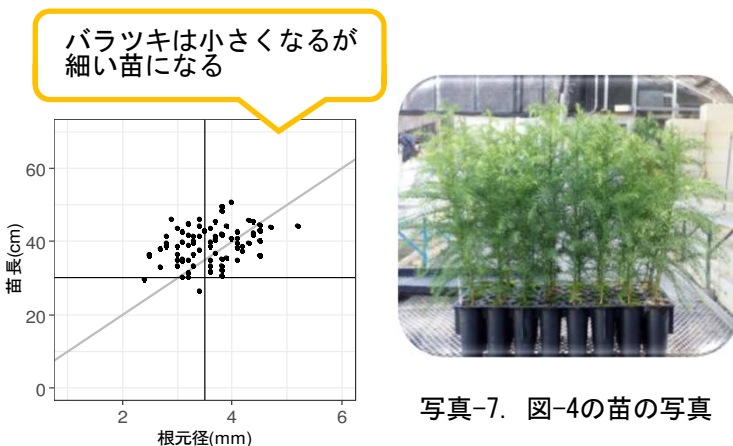 バラツキは小さくなるが
細い苗になる
60
40
20
0
苗長(cm)
2
4
6
根元径(mm)
写真-7. 図-4の苗の写真